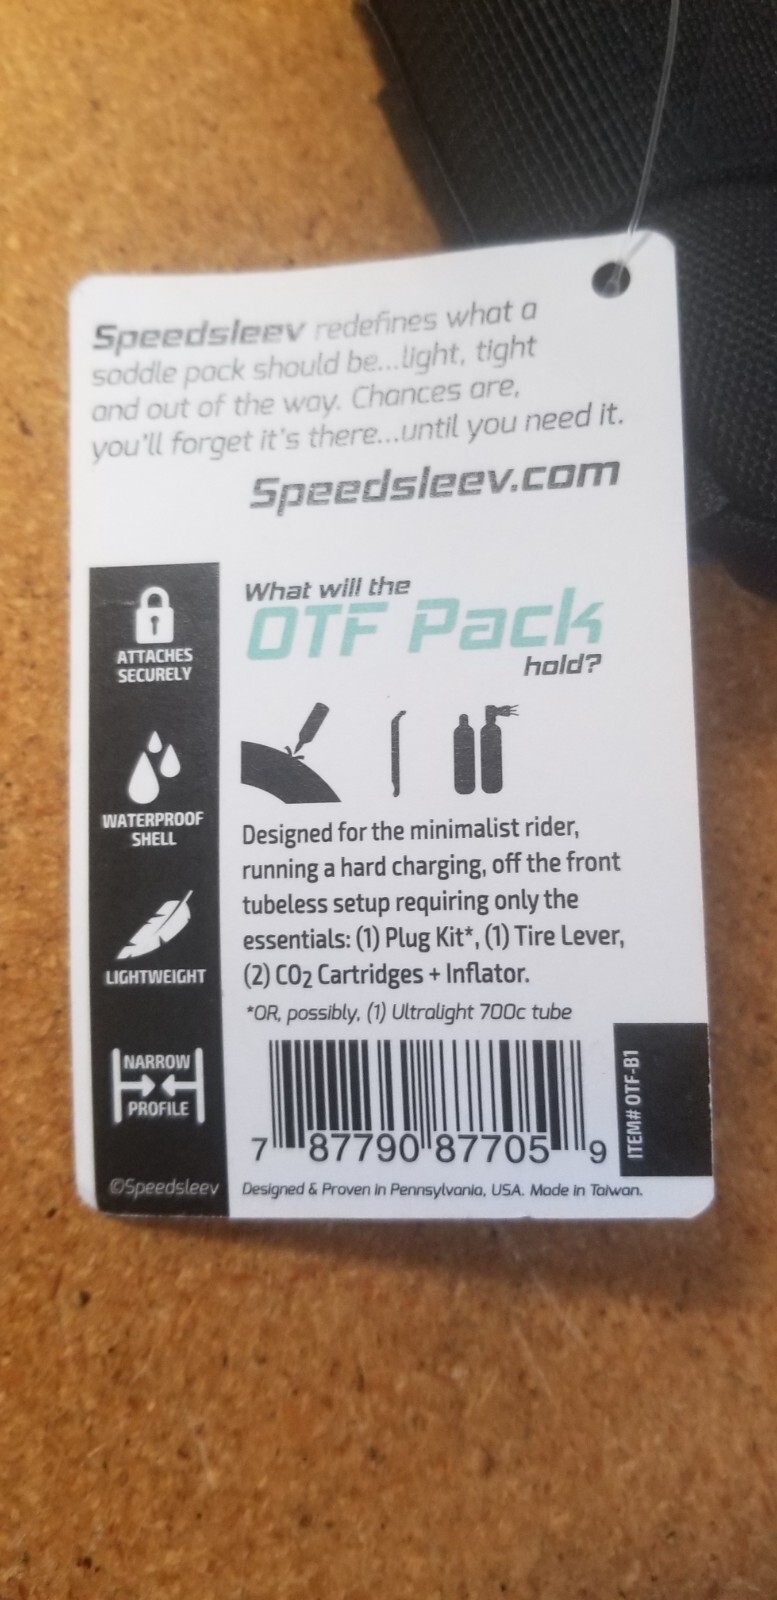 Speedsleev redefines what a
saddle pack should be...light, tight
and out of the way. Chances are,
you'll forget it's there...until you need it.
Speedsleev.com
ATTACHES
SECURELY
WATERPROOF
SHELL
LIGHTWEIGHT
NARROW
PROFILE
©Speedsleev
What will the
OTF Pack
hold?
Designed for the minimalist rider,
running a hard charging, off the front
tubeless setup requiring only the
essentials: (1) Plug Kit*, (1) Tire Lever,
(2) CO2 Cartridges + Inflator.
*OR, possibly, (1) Ultralight 700c tube
7 87790 87705 9
ITEM# OTF-B1
Designed & Proven in Pennsylvania, USA. Made in Taiwan.